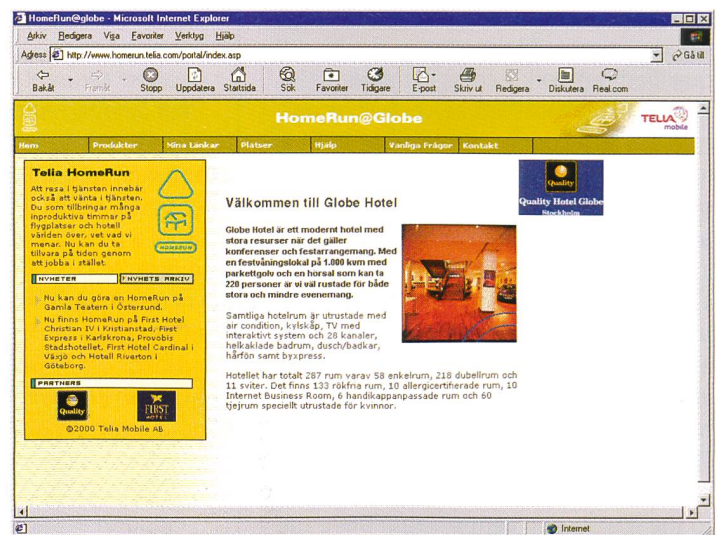 HomeRun@globe - Microsoft Internet Explorer
Arkiv Redigera Visa Favoriter Verktyg Hjälp
Adress http://www.homerun.telia.com/portal/index.asp Gå till
Bakåt Framåt Stopp Uppdatera Startsida Sök Favoriter Tidigare E-post Skriv ut Redigera Diskutera Real.com
HomeRun@Globe
TELIA
mobile
Hem Produkter Mina Länkar Platser Hjälp Vanliga Frågor Kontakt
Telia HomeRun
Att resa i tjänsten innebär
också att vänta i tjänsten.
Du som tillbringar många
inproduktiva timmar på
flygplatser och hotell
världen över, vet vad vi
menar. Nu kan du ta
tillvara på tiden genom
att jobba i stället.
HOMERUN
NYHETER NYHETS ARKIV
Nu kan du göra en HomeRun på
Gamla Teatern i Östersund.
Nu finns HomeRun på First Hotel
Christian IV i Kristianstad, First
Express i Karlskrona, Provobis
Stadshotellet, First Hotel Cardinal i
Växjö och Hotell Riverton i
Göteborg.
PARTNERS
Quality
FIRST
HOTELS
©2000 Telia Mobile AB
Välkommen till Globe Hotel
Quality
Quality Hotel Globe
Stockholm
Globe Hotel är ett modernt hotel med
stora resurser när det gäller
konferenser och festarrangemang. Med
en festvåningslokal på 1.000 kvm med
parkettgolv och en hörsal som kan ta
220 personer är vi väl rustade för både
stora och mindre evenemang.
Samtliga hotelrum är utrustade med
air condition, kylskåp, TV med
interaktivt system och 28 kanaler,
helkaklade badrum, dusch/badkar,
hårfön samt byxpress.
Hotellet har totalt 287 rum varav 58 enkelrum, 218 dubbelrum och
11 sviter. Det finns 133 rökfria rum, 10 allergicertifierade rum, 10
Internet Business Room, 6 handikappanpassade rum och 60
tjejrum speciellt utrustade för kvinnor.
Internet